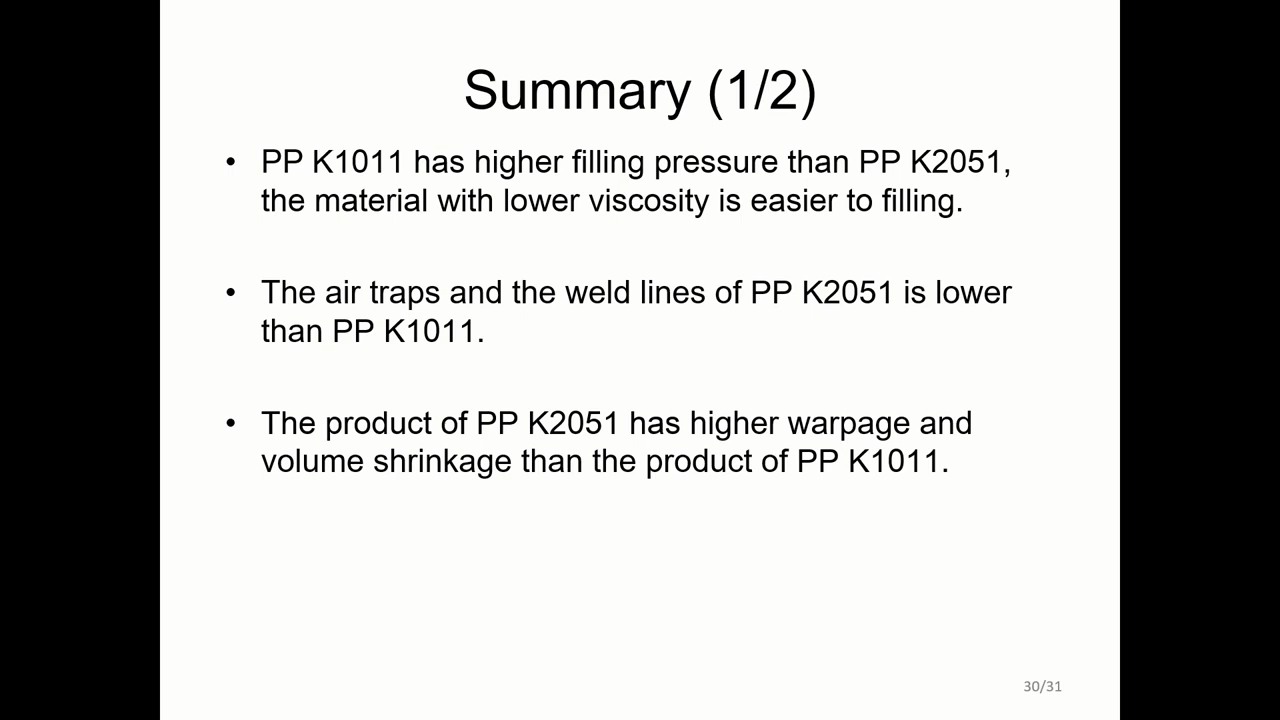 Summary (1/2)
• PP K1011 has higher filling pressure than PP K2051,
the material with lower viscosity is easier to filling.
• The air traps and the weld lines of PP K2051 is lower
than PP K1011.
• The product of PP K2051 has higher warpage and
volume shrinkage than the product of PP K1011.
30/31